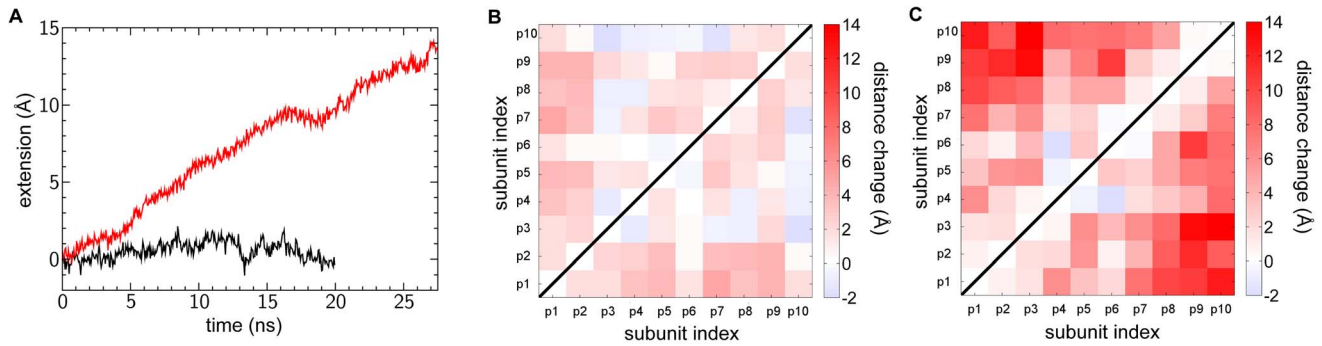 A
15
10
5
0
extension (Å)
0
5
10
15
20
25
time (ns)
B
p10
p9
p8
p7
p6
p5
p4
p3
p2
p1
subunit index
p1 p2 p3 p4 p5 p6 p7 p8 p9 p10
subunit index
14
12
10
8
6
4
2
0
-2
distance change (Å)
C
p10
p9
p8
p7
p6
p5
p4
p3
p2
p1
subunit index
p1 p2 p3 p4 p5 p6 p7 p8 p9 p10
subunit index
14
12
10
8
6
4
2
0
-2
distance change (Å)